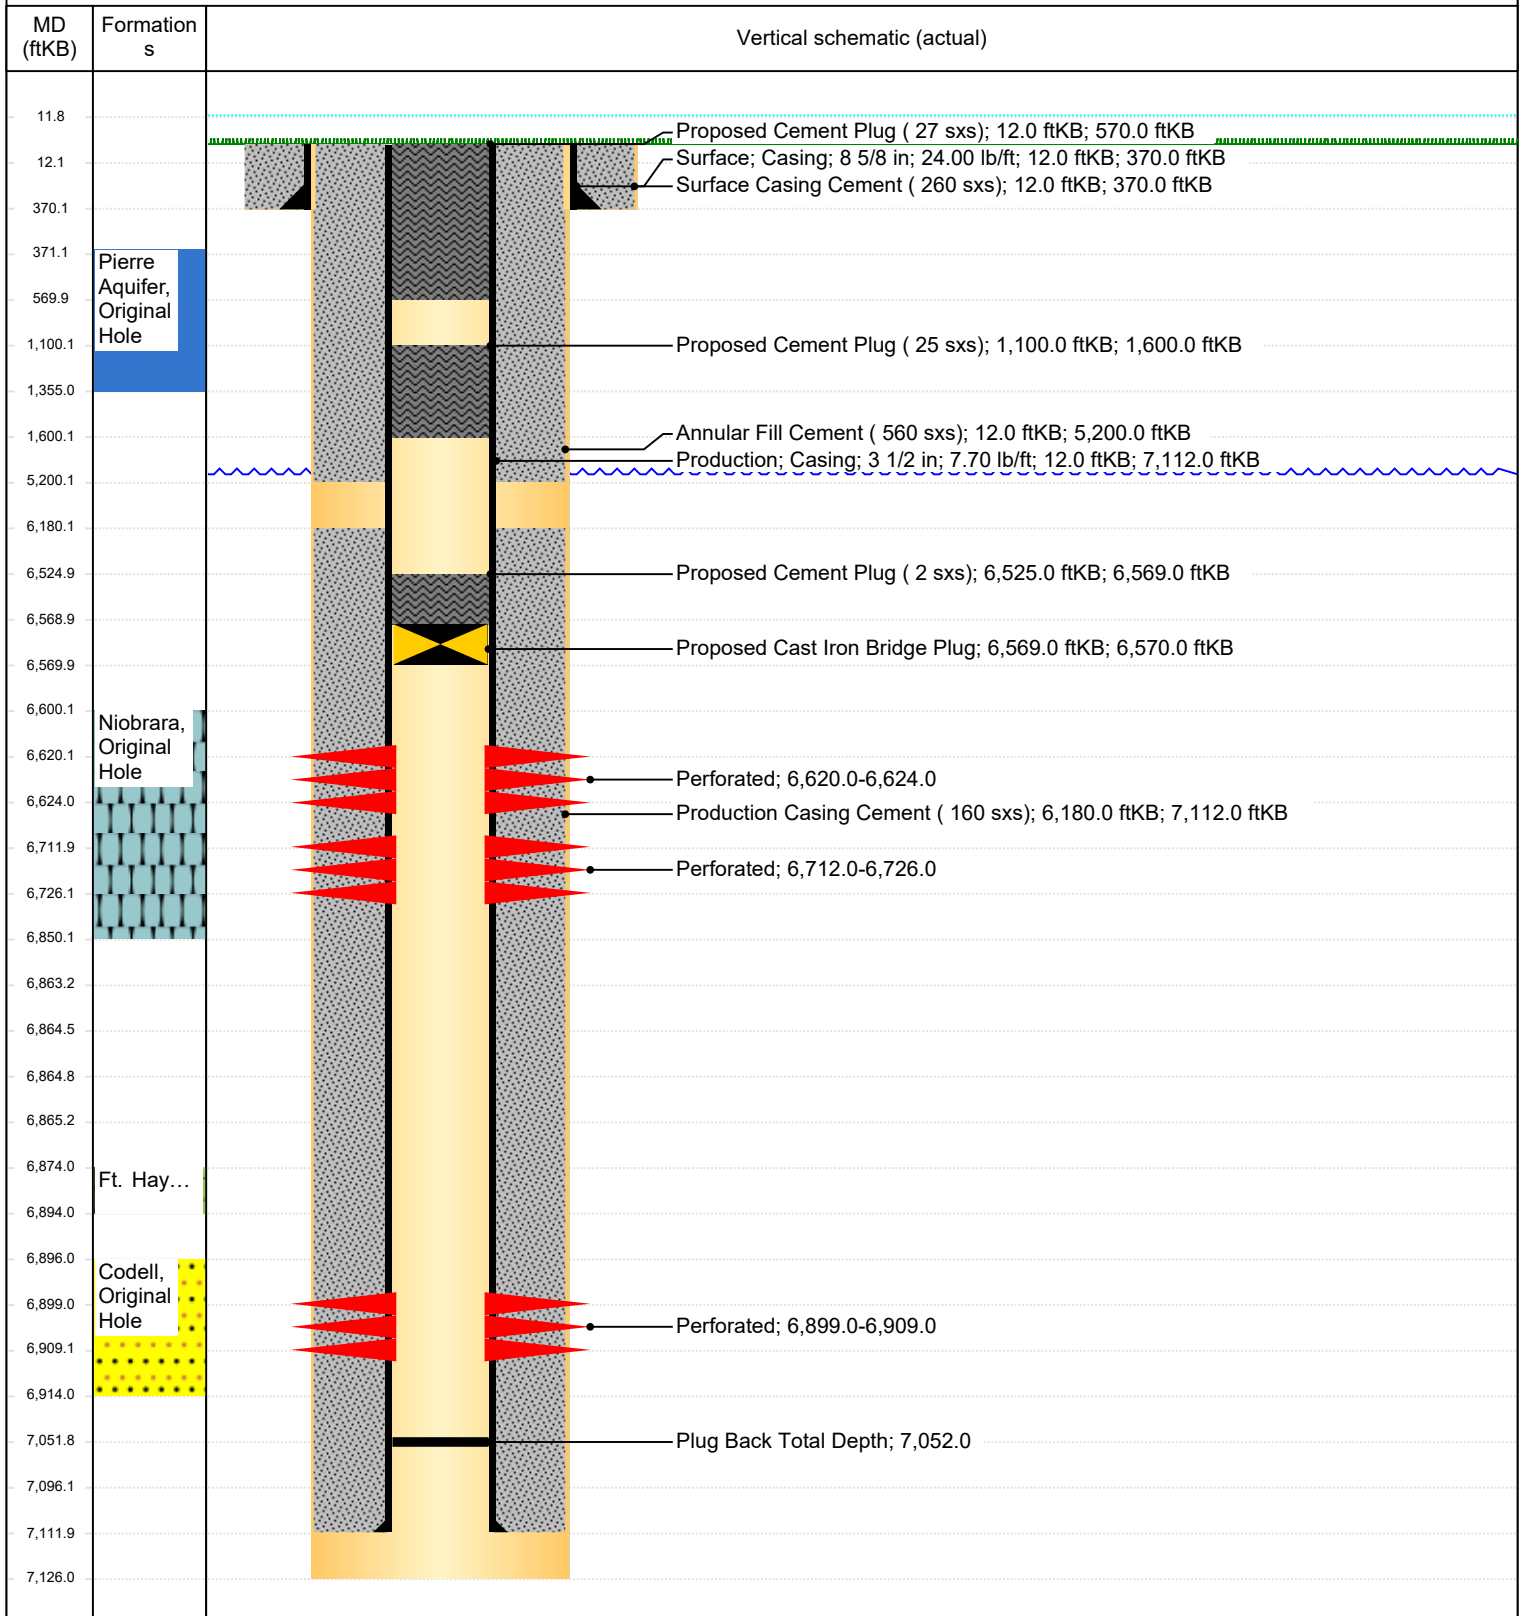 MD
(ftKB)
Formation
s
Vertical schematic (actual)
11.8
12.1
370.1
371.1
569.9
1,100.1
1,355.0
1,600.1
5,200.1
6,180.1
6,524.9
6,568.9
6,569.9
6,600.1
6,620.1
6,624.0
6,711.9
6,726.1
6,850.1
6,863.2
6,864.5
6,864.8
6,865.2
6,874.0
6,894.0
6,896.0
6,899.0
6,909.1
6,914.0
7,051.8
7,096.1
7,111.9
7,126.0
Pierre
Aquifer,
Original
Hole
Niobrara,
Original
Hole
Ft. Hay…
Codell,
Original
Hole
Proposed Cement Plug ( 27 sxs); 12.0 ftKB; 570.0 ftKB
Surface; Casing; 8 5/8 in; 24.00 lb/ft; 12.0 ftKB; 370.0 ftKB
Surface Casing Cement ( 260 sxs); 12.0 ftKB; 370.0 ftKB
Proposed Cement Plug ( 25 sxs); 1,100.0 ftKB; 1,600.0 ftKB
Annular Fill Cement ( 560 sxs); 12.0 ftKB; 5,200.0 ftKB
Production; Casing; 3 1/2 in; 7.70 lb/ft; 12.0 ftKB; 7,112.0 ftKB
Proposed Cement Plug ( 2 sxs); 6,525.0 ftKB; 6,569.0 ftKB
Proposed Cast Iron Bridge Plug; 6,569.0 ftKB; 6,570.0 ftKB
Perforated; 6,620.0-6,624.0
Production Casing Cement ( 160 sxs); 6,180.0 ftKB; 7,112.0 ftKB
Perforated; 6,712.0-6,726.0
Perforated; 6,899.0-6,909.0
Plug Back Total Depth; 7,052.0